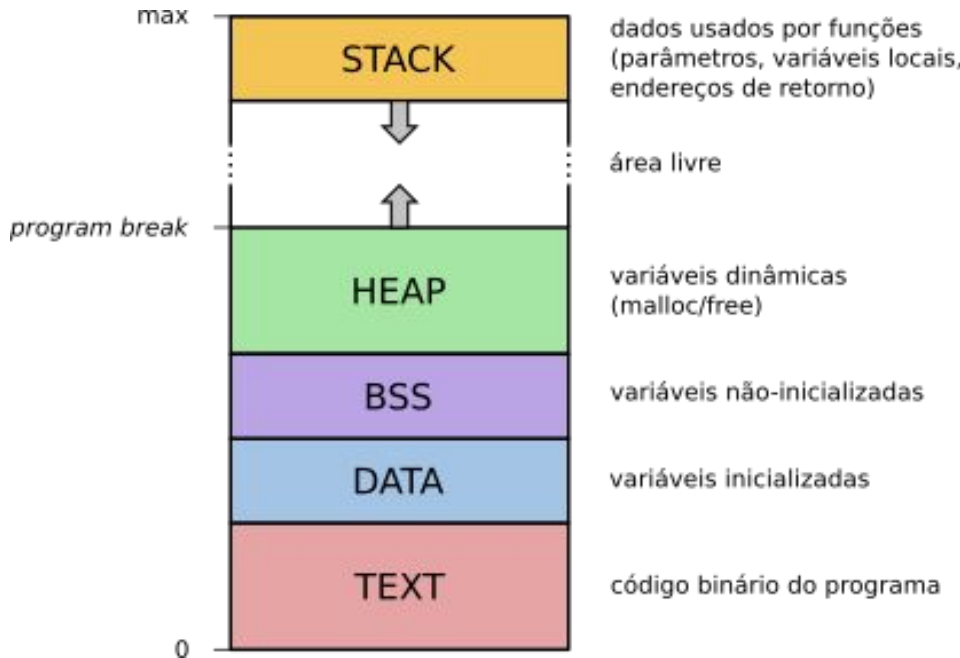 max
STACK
dados usados por funções
(parâmetros, variáveis locais,
endereços de retorno)
área livre
program break
HEAP
variáveis dinâmicas
(malloc/free)
BSS
variáveis não-inicializadas
DATA
variáveis inicializadas
TEXT
código binário do programa
0